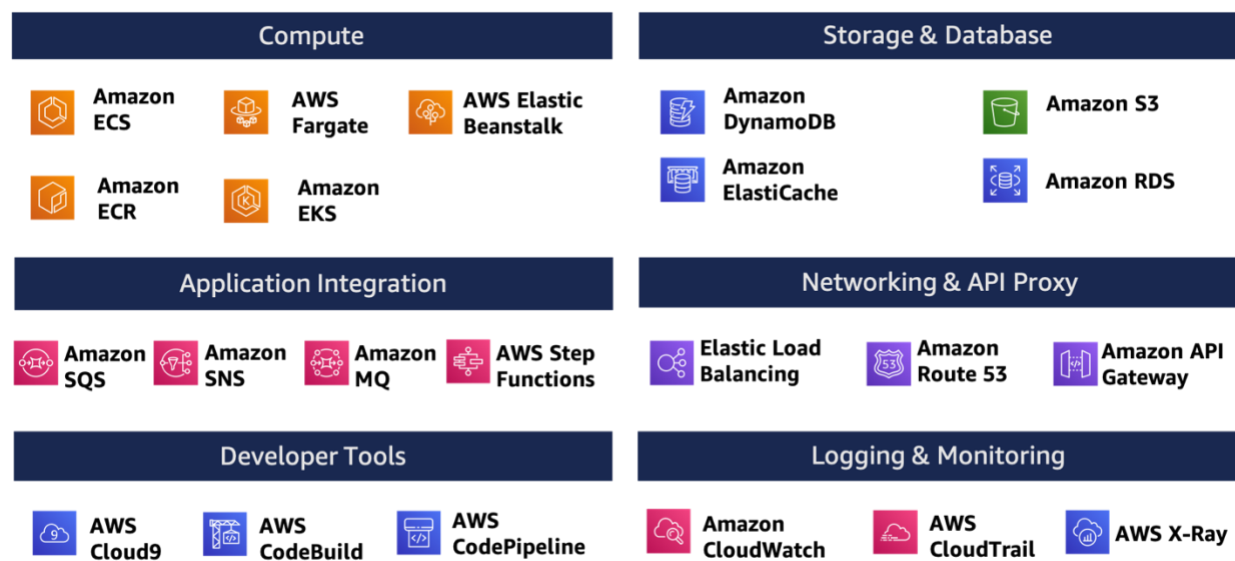 Compute
Amazon
ECS
AWS
Fargate
AWS Elastic
Beanstalk
Amazon
ECR
Amazon
EKS
K
Storage & Database
Amazon
DynamoDB
Amazon S3
Amazon
ElastiCache
Amazon RDS
Application Integration
Amazon
SQS
Amazon
SNS
Amazon
MQ
AWS Step
Functions
Networking & API Proxy
Elastic Load
Balancing
53
Amazon
Route 53
</>
Amazon API
Gateway
Developer Tools
9
AWS
Cloud9
</>
AWS
CodeBuild
</>
AWS
CodePipeline
Logging & Monitoring
Amazon
CloudWatch
AWS
CloudTrail
AWS X-Ray